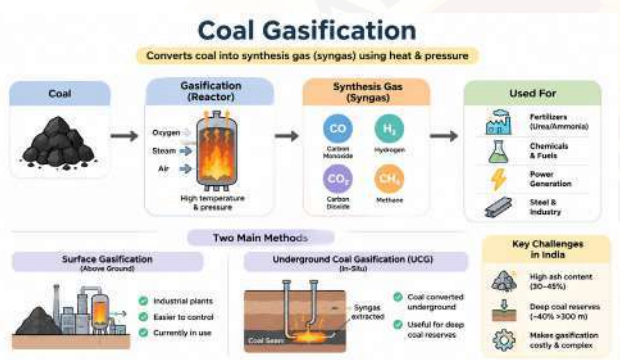 Coal Gasification
Converts coal into synthesis gas (syngas) using heat & pressure
Coal
Gasification
(Reactor)
Oxygen
Steam
Air
High temperature
& pressure
Synthesis Gas
(Syngas)
CO
Carbon
Monoxide
H₂
Hydrogen
CO₂
Carbon
Dioxide
CH₄
Methane
Used For
Fertilizers
(Urea/Ammonia)
Chemicals
& Fuels
Power
Generation
Steel &
Industry
Two Main Methods
Surface Gasification
(Above Ground)
Industrial plants
Easier to control
Currently in use
Underground Coal Gasification (UCG)
(In-Situ)
Coal Seam
Syngas
extracted
Coal converted
underground
Useful for deep
coal reserves
Key Challenges
in India
High ash content
(30–45%)
Deep coal reserves
(~40% >300 m)
Makes gasification
costly & complex